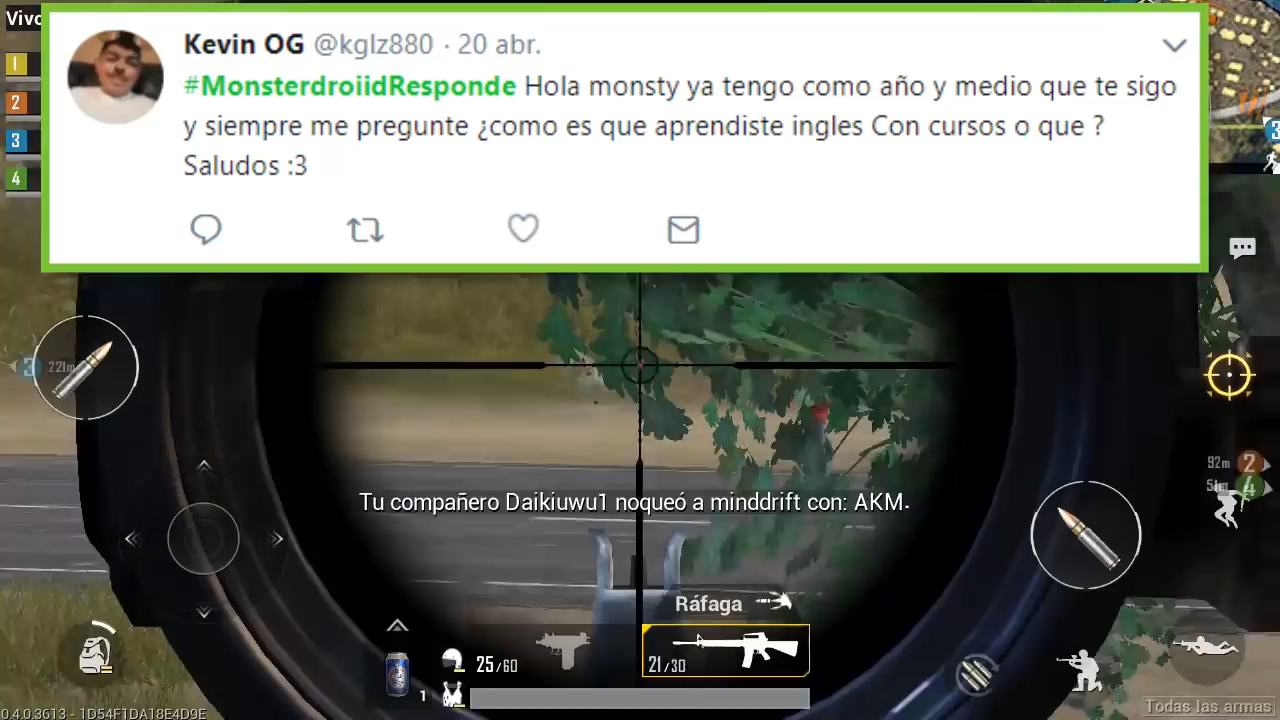 Vivo
Kevin OG @kglz880 · 20 abr.
#MonsterdroiidResponde Hola monsty ya tengo como año y medio que te sigo
y siempre me pregunte ¿como es que aprendiste ingles Con cursos o que ?
Saludos :3
1
2
3
4
3
3 221m
92m 2
4
Tu compañero Daikiuwu1 noqueó a minddrift con: AKM.
Ráfaga
25/60
21/30
1
Todas las armas
0.4.0.3613 - 1D54F1DA18E4D9E